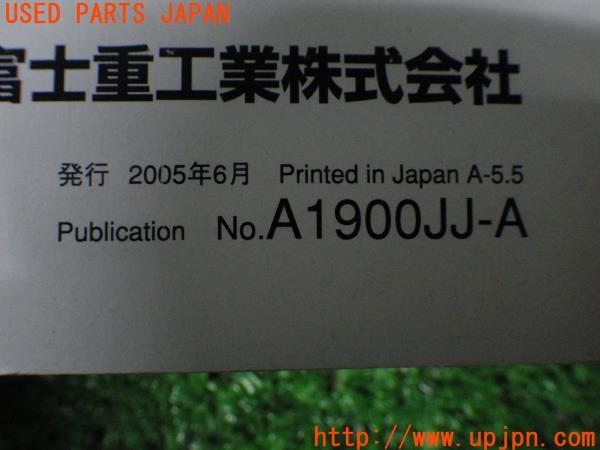 USED PARTS JAPAN
富士重工業株式会社
発行 2005年6月 Printed in Japan A-5.5
Publication No.A1900JJ-A
http://www.upjpn.com